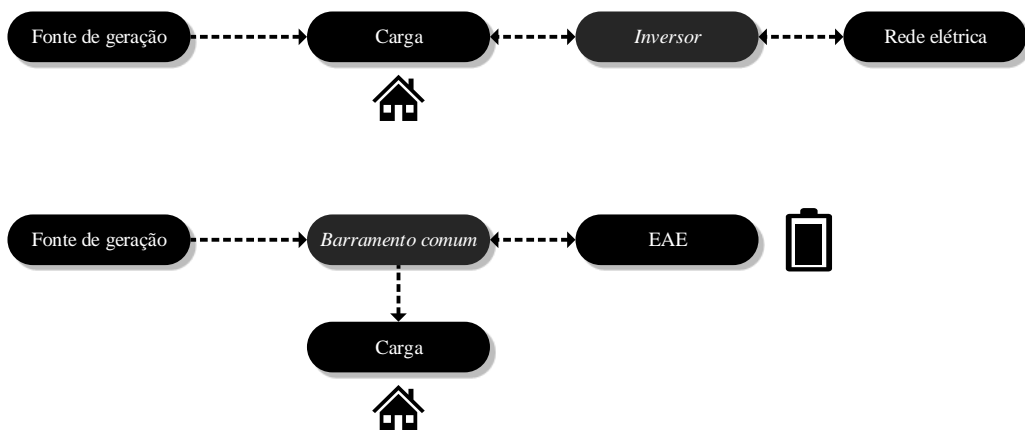 Fonte de geração
Carga
Inversor
Rede elétrica
Fonte de geração
Barramento comum
EAE
Carga